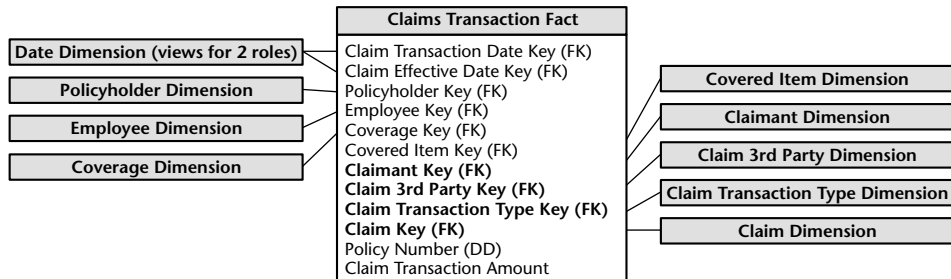 Claims Transaction Fact
Date Dimension (views for 2 roles)
Policyholder Dimension
Employee Dimension
Coverage Dimension
Claim Transaction Date Key (FK)
Claim Effective Date Key (FK)
Policyholder Key (FK)
Employee Key (FK)
Coverage Key (FK)
Covered Item Key (FK)
Claimant Key (FK)
Claim 3rd Party Key (FK)
Claim Transaction Type Key (FK)
Claim Key (FK)
Policy Number (DD)
Claim Transaction Amount
Covered Item Dimension
Claimant Dimension
Claim 3rd Party Dimension
Claim Transaction Type Dimension
Claim Dimension